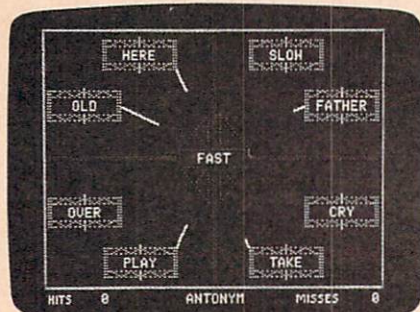 HERE SLOW
OLD FATHER
FAST
OVER CRY
PLAY TAKE
HITS 0 ANTONYM MISSES 0